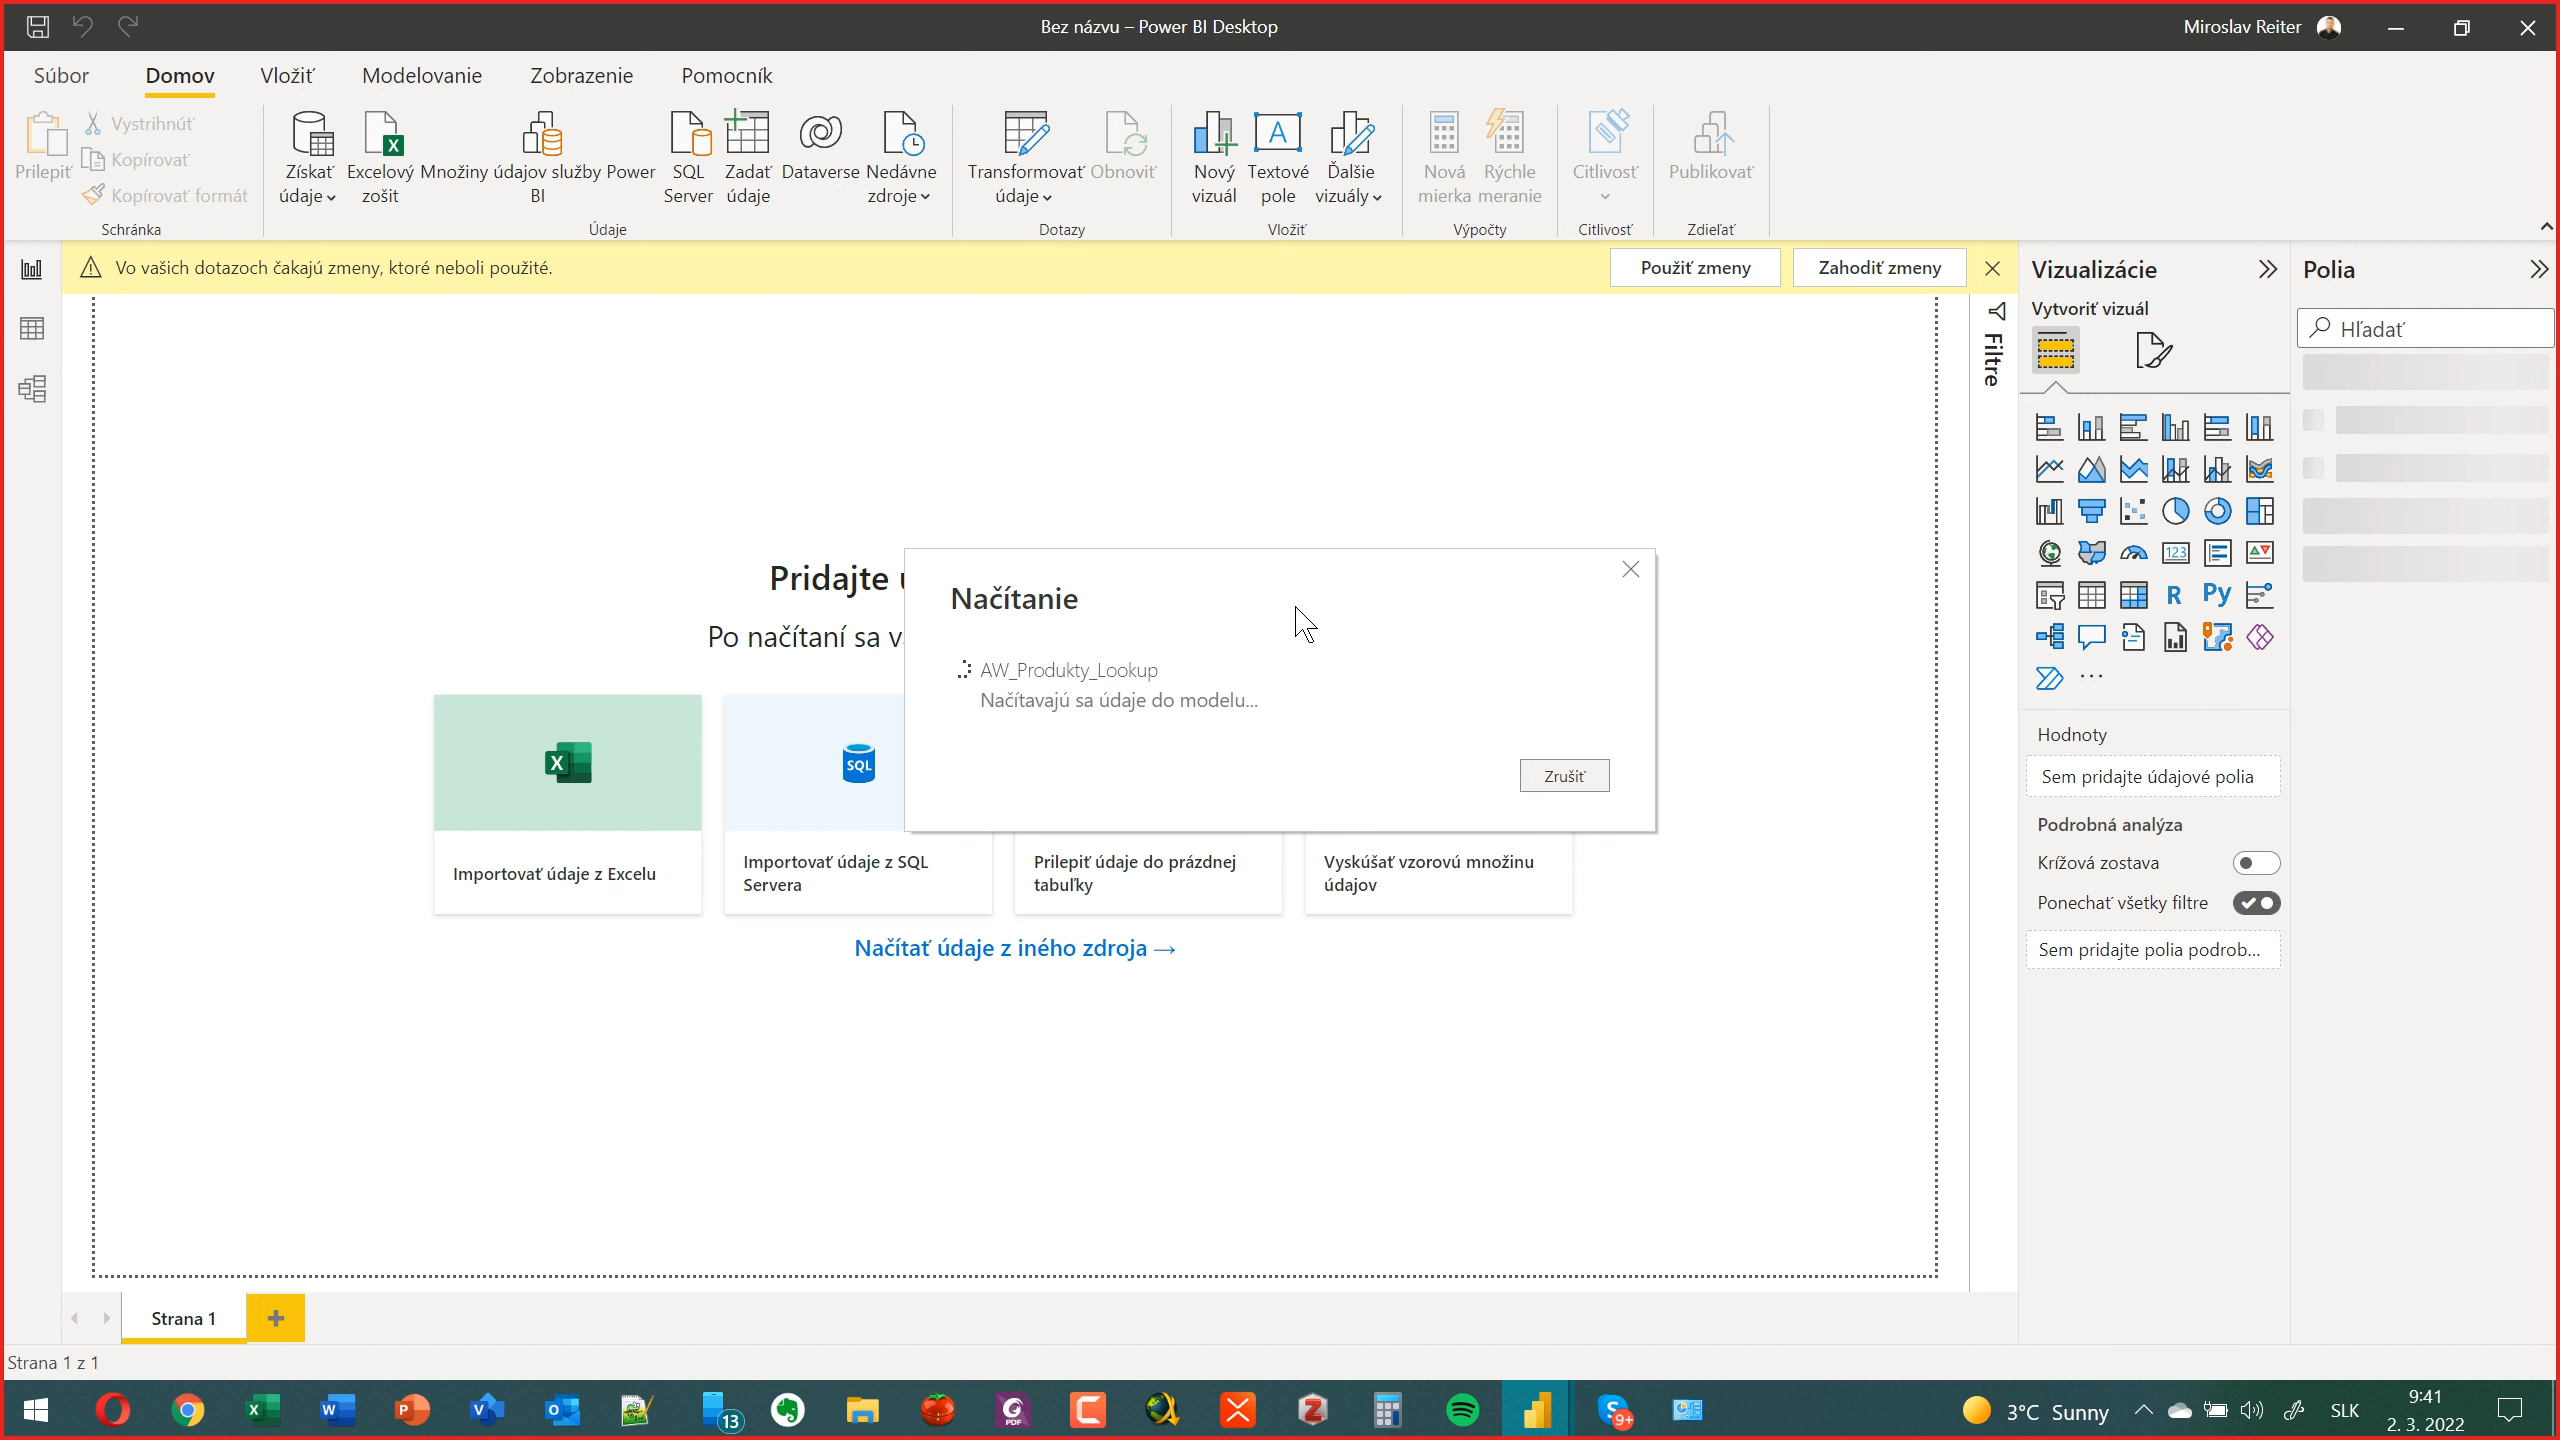 Bez názvu – Power BI Desktop
Miroslav Reiter
Súbor
Domov
Vložiť
Modelovanie
Zobrazenie
Pomocník
Prilepiť
Vystrihnúť
Kopírovať
Kopírovať formát
Schránka
Získať
údaje
Excelový
zošit
Množiny údajov služby Power
BI
SQL
Server
Zadať
údaje
Dataverse
Nedávne
zdroje
Údaje
Transformovať
údaje
Obnoviť
Dotazy
Nový
vizuál
Textové
pole
Ďalšie
vizuály
Vložiť
Nová
mierka
Rýchle
meranie
Výpočty
Citlivosť
Citlivosť
Publikovať
Zdieľať
Vo vašich dotazoch čakajú zmeny, ktoré neboli použité.
Použiť zmeny
Zahodiť zmeny
Filtre
Vizualizácie
Vytvoriť vizuál
123
R
Py
Hodnoty
Sem pridajte údajové polia
Podrobná analýza
Krížová zostava
Ponechať všetky filtre
Sem pridajte polia podrob...
Polia
Hľadať
Pridajte
Po načítaní sa
Načítanie
AW_Produkty_Lookup
Načítavajú sa údaje do modelu...
Zrušiť
SQL
Importovať údaje z Excelu
Importovať údaje z SQL
Servera
Prilepiť údaje do prázdnej
tabuľky
Vyskúšať vzorovú množinu
údajov
Načítať údaje z iného zdroja →
Strana 1
Strana 1 z 1
13
PDF
9+
3°C Sunny
SLK
9:41
2. 3. 2022